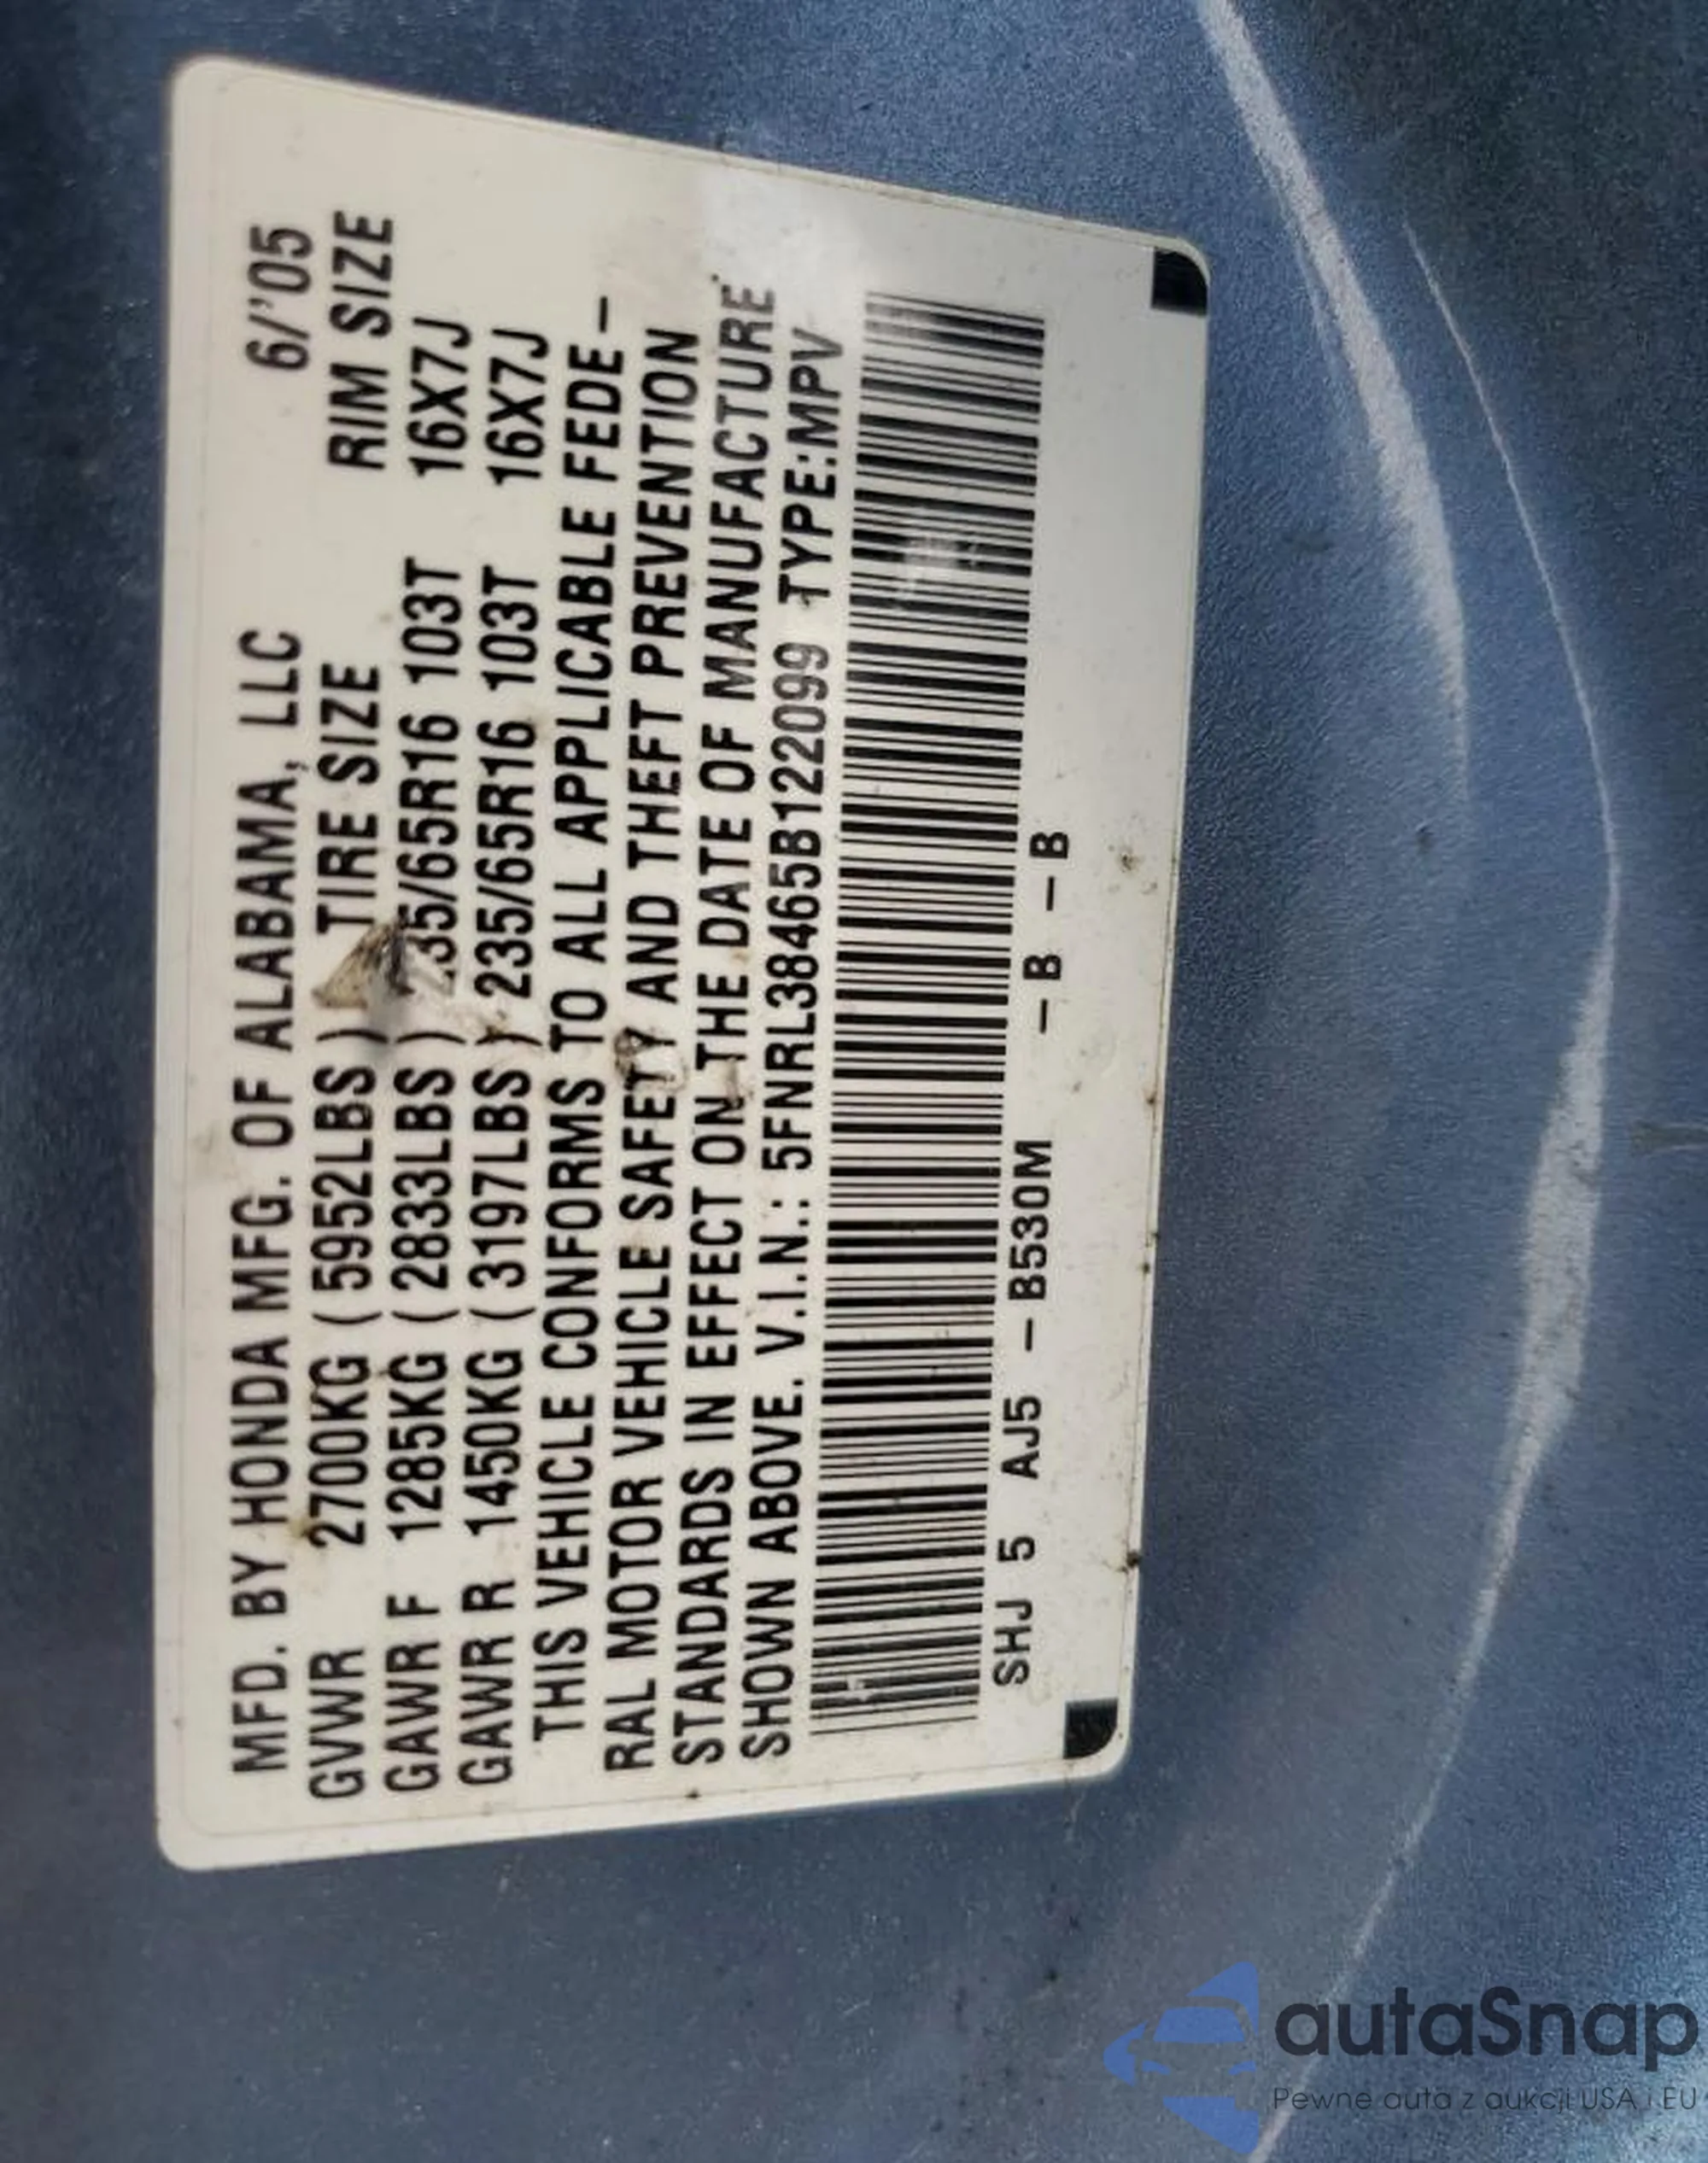 MFD. BY HONDA MFG. OF ALABAMA, LLC 6/'05
TIRE SIZE RIM SIZE
GVWR 2700KG ( 5952LBS )
GAWR F 1285KG ( 2833LBS ) 235/65R16 103T 16X7J
GAWR R 1450KG ( 3197LBS ) 235/65R16 103T 16X7J
THIS VEHICLE CONFORMS TO ALL APPLICABLE FEDE-
RAL MOTOR VEHICLE SAFETY AND THEFT PREVENTION
STANDARDS IN EFFECT ON THE DATE OF MANUFACTURE
SHOWN ABOVE. V.I.N.: 5FNRL38465B122099 TYPE:MPV
SHJ 5 AJ5 - B530M - B - B
autaSnap
Pewne auta z aukcji USA i EU